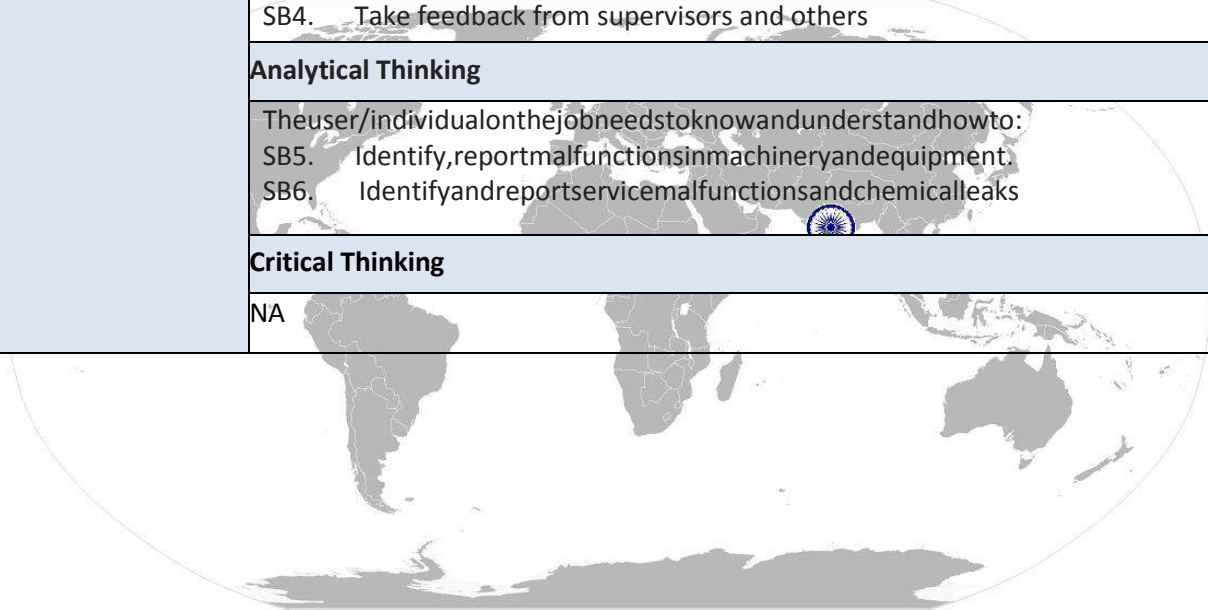 SB4. Take feedback from supervisors and others
Analytical Thinking
Theuser/individualonthejobneedstoknowandunderstandhowto:
SB5. Identify,reportmalfunctionsinmachineryandequipment.
SB6. Identifyandreportservicemalfunctionsandchemicalleaks
Critical Thinking
NA